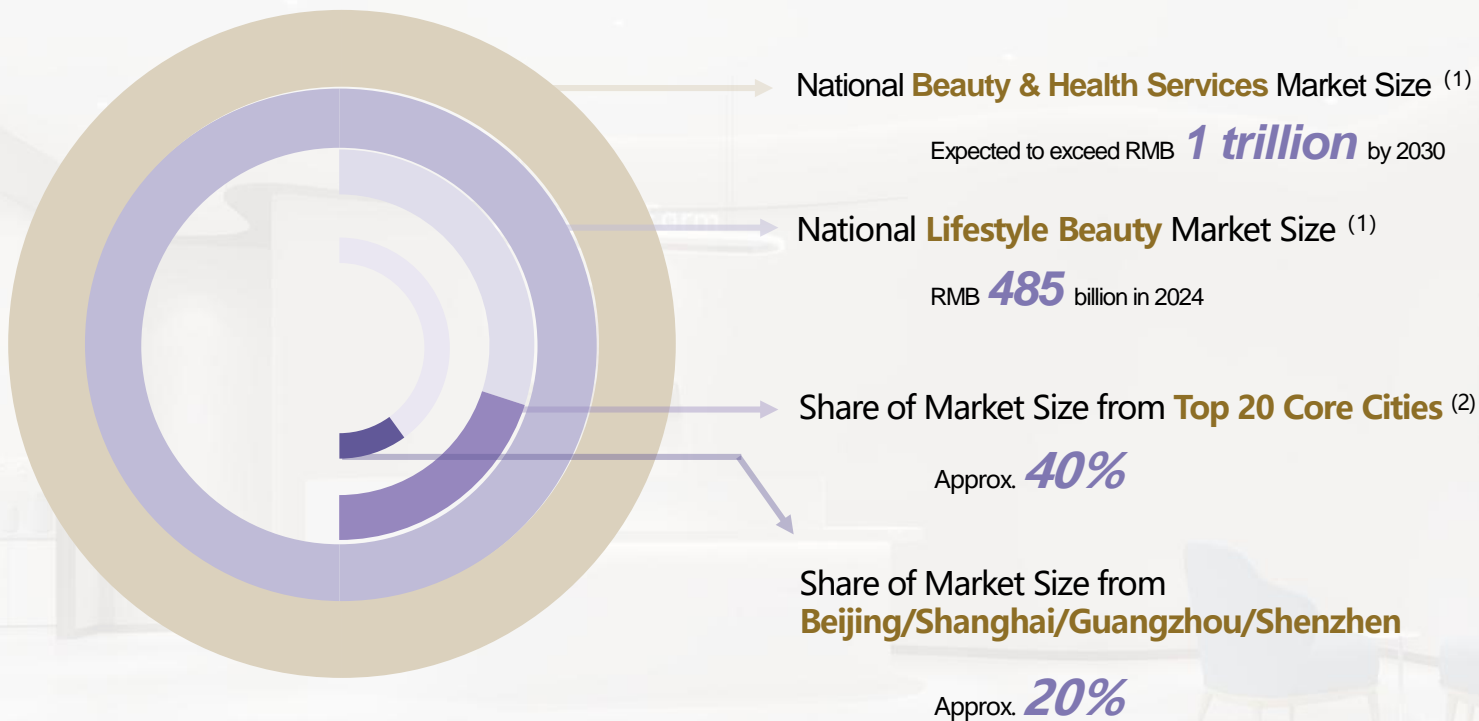 National Beauty & Health Services Market Size (1)
Expected to exceed RMB 1 trillion by 2030
National Lifestyle Beauty Market Size (1)
RMB 485 billion in 2024
Share of Market Size from Top 20 Core Cities (2)
Approx. 40%
Share of Market Size from
Beijing/Shanghai/Guangzhou/Shenzhen
Approx. 20%